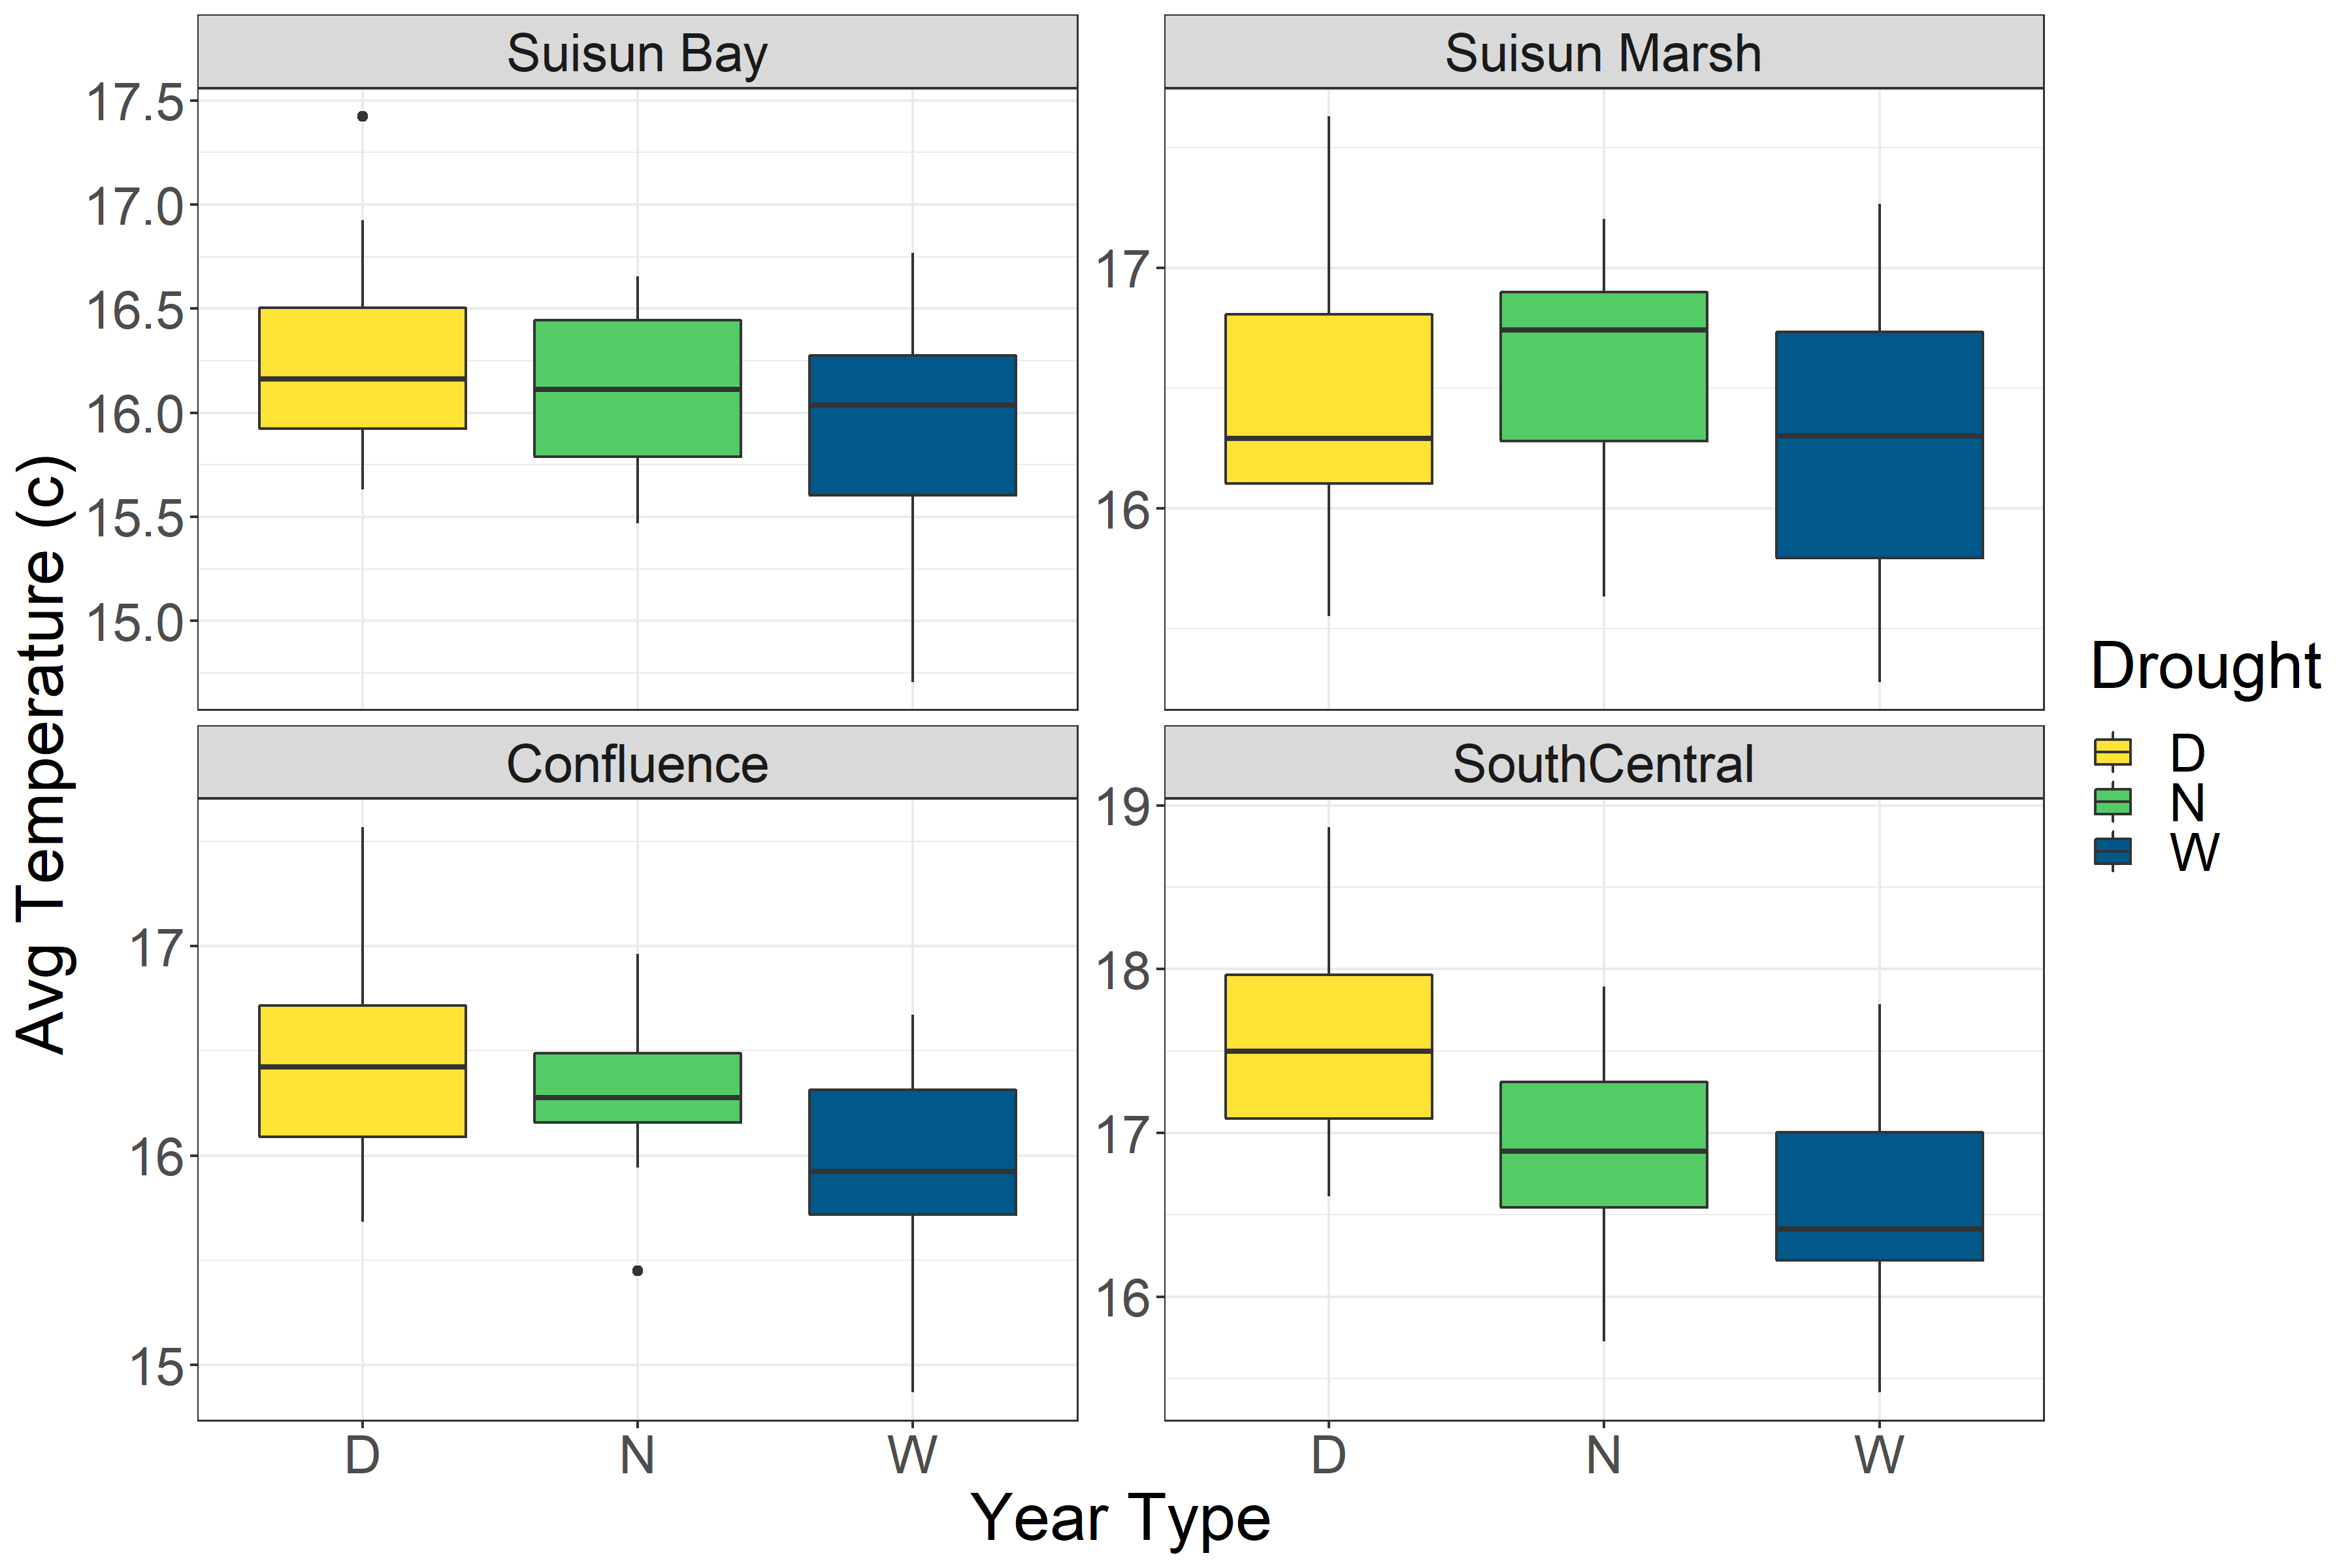 Suisun Bay
Suisun Marsh
17.5
17.0
16.5
16.0
15.5
15.0
17
16
Confluence
SouthCentral
17
16
15
19
18
17
16
D
N
W
D
N
W
Avg Temperature (c)
Year Type
Drought
D
N
W